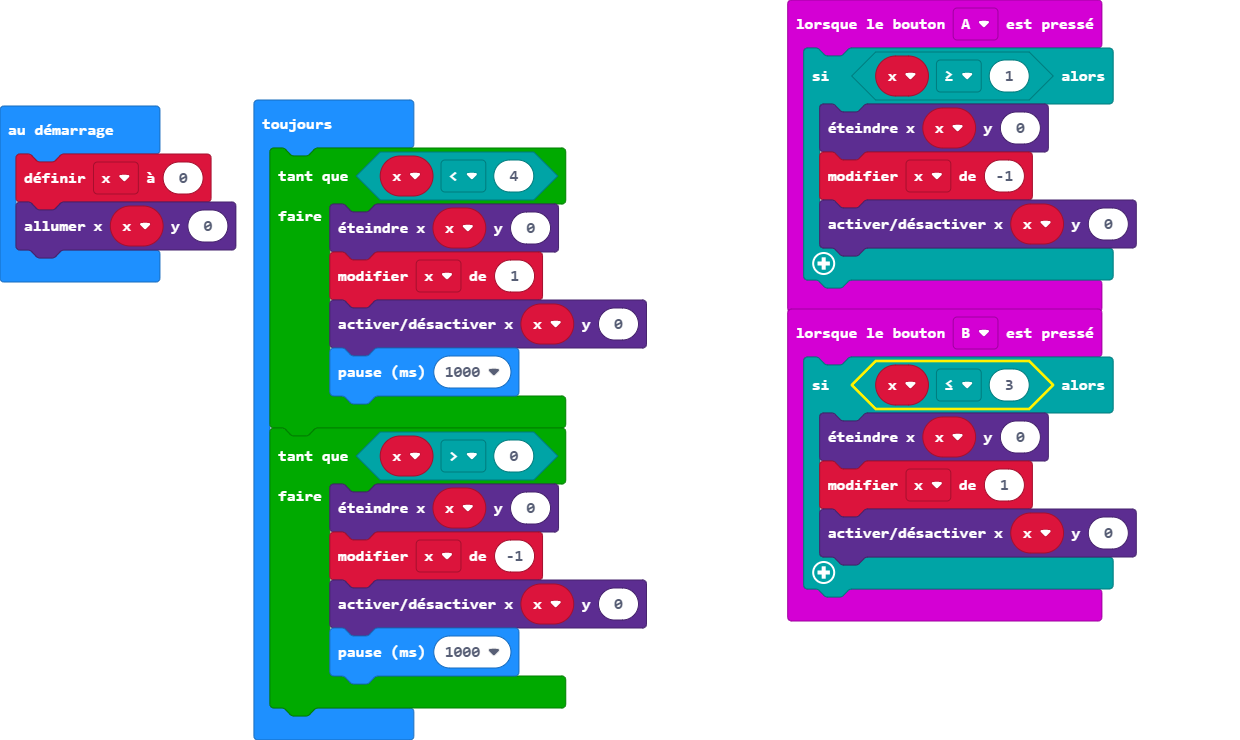 au démarrage
définir x à 0
allumer x x y 0
toujours
tant que x < 4
faire
éteindre x x y 0
modifier x de 1
activer/désactiver x x y 0
pause (ms) 1000
tant que x > 0
faire
éteindre x x y 0
modifier x de -1
activer/désactiver x x y 0
pause (ms) 1000
lorsque le bouton A est pressé
si x ≥ 1 alors
éteindre x x y 0
modifier x de -1
activer/désactiver x x y 0
lorsque le bouton B est pressé
si x ≤ 3 alors
éteindre x x y 0
modifier x de 1
activer/désactiver x x y 0